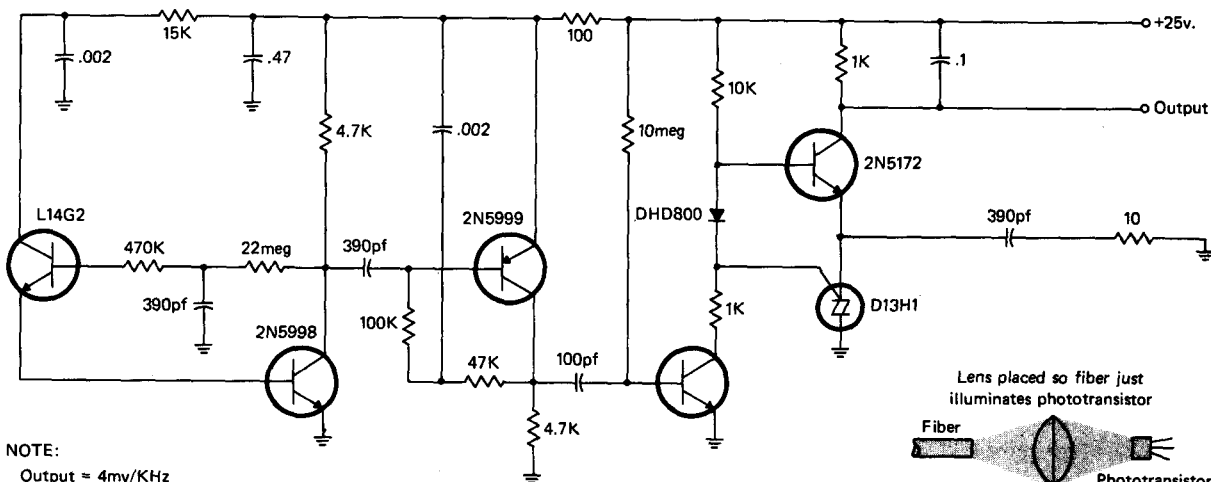 +25v.
15K
100
.002
.47
1K
.1
10K
4.7K
.002
10meg
Output
2N5172
L14G2
2N5999
DHD800
470K
22meg
390pf
390pf
10
390pf
100K
1K
D13H1
2N5998
47K
100pf
4.7K
Lens placed so fiber just
illuminates phototransistor
Fiber
Phototransistor
NOTE:
Output = 4mv/KHz